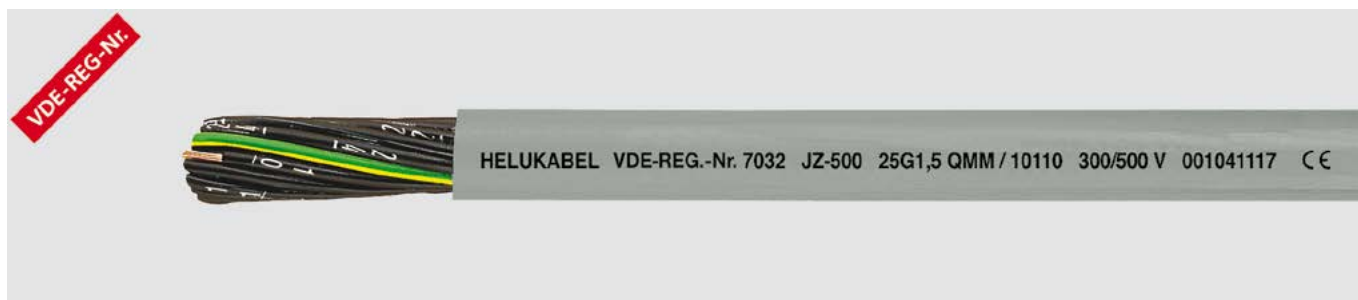 VDE-REG-Nr.
HELUKABEL VDE-REG.-Nr. 7032 JZ-500 25G1,5 QMM / 10110 300/500 V 001041117 CE